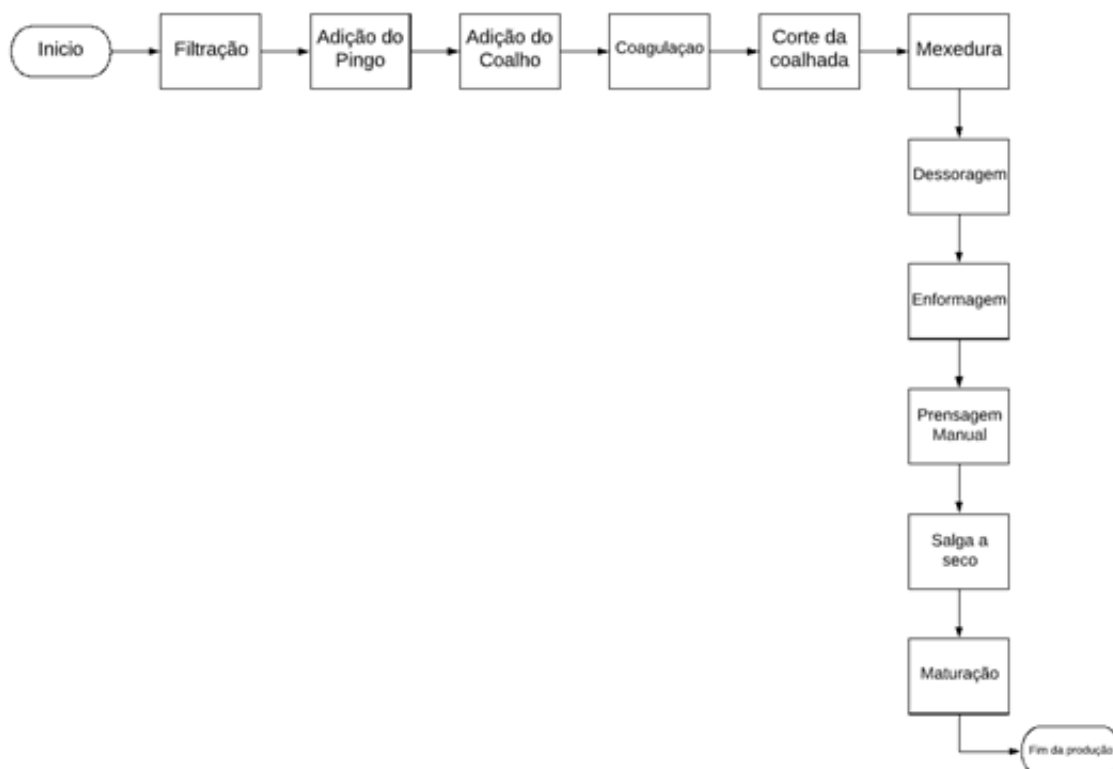 Inicio
Filtração
Adição do
Pingo
Adição do
Coalho
Coagulaçao
Corte da
coalhada
Mexedura
Dessoragem
Enformagem
Prensagem
Manual
Salga a
seco
Maturação
Fim da produção